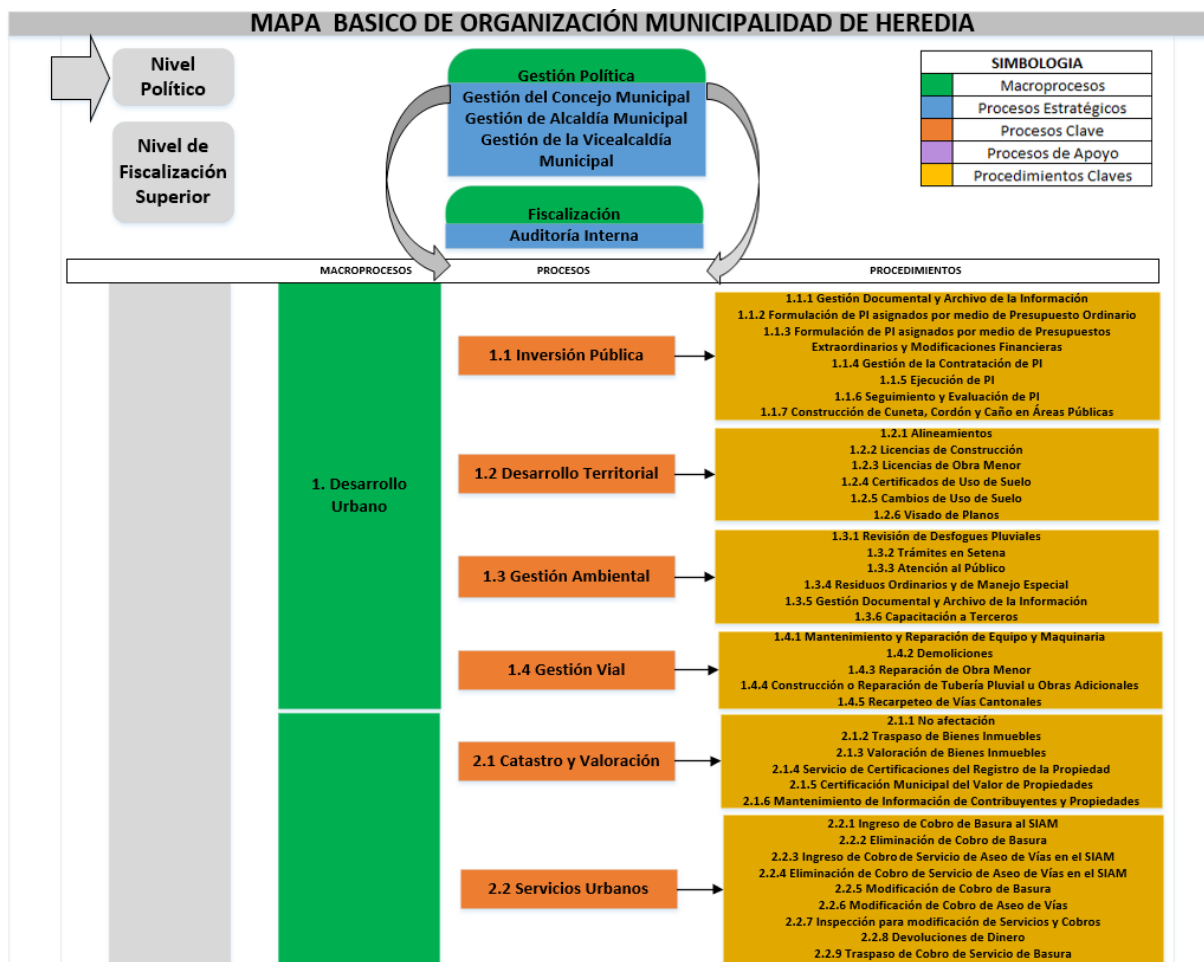 MAPA BASICO DE ORGANIZACIÓN MUNICIPALIDAD DE HEREDIA
Nivel
Político
Nivel de
Fiscalización
Superior
Gestión Política
Gestión del Concejo Municipal
Gestión de Alcaldía Municipal
Gestión de la Vicealcaldía
Municipal
Fiscalización
Auditoría Interna
SIMBOLOGIA
Macroprocesos
Procesos Estratégicos
Procesos Clave
Procesos de Apoyo
Procedimientos Claves
MACROPROCESOS
PROCESOS
PROCEDIMIENTOS
1. Desarrollo
Urbano
1.1 Inversión Pública
1.1.1 Gestión Documental y Archivo de la Información
1.1.2 Formulación de PI asignados por medio de Presupuesto Ordinario
1.1.3 Formulación de PI asignados por medio de Presupuestos
Extraordinarios y Modificaciones Financieras
1.1.4 Gestión de la Contratación de PI
1.1.5 Ejecución de PI
1.1.6 Seguimiento y Evaluación de PI
1.1.7 Construcción de Cuneta, Cordón y Caño en Áreas Públicas
1.2 Desarrollo Territorial
1.2.1 Alineamientos
1.2.2 Licencias de Construcción
1.2.3 Licencias de Obra Menor
1.2.4 Certificados de Uso de Suelo
1.2.5 Cambios de Uso de Suelo
1.2.6 Visado de Planos
1.3 Gestión Ambiental
1.3.1 Revisión de Desfogues Pluviales
1.3.2 Trámites en Setena
1.3.3 Atención al Público
1.3.4 Residuos Ordinarios y de Manejo Especial
1.3.5 Gestión Documental y Archivo de la Información
1.3.6 Capacitación a Terceros
1.4 Gestión Vial
1.4.1 Mantenimiento y Reparación de Equipo y Maquinaria
1.4.2 Demoliciones
1.4.3 Reparación de Obra Menor
1.4.4 Construcción o Reparación de Tubería Pluvial u Obras Adicionales
1.4.5 Recarpeteo de Vías Cantonales
2.1 Catastro y Valoración
2.1.1 No afectación
2.1.2 Traspaso de Bienes Inmuebles
2.1.3 Valoración de Bienes Inmuebles
2.1.4 Servicio de Certificaciones del Registro de la Propiedad
2.1.5 Certificación Municipal del Valor de Propiedades
2.1.6 Mantenimiento de Información de Contribuyentes y Propiedades
2.2 Servicios Urbanos
2.2.1 Ingreso de Cobro de Basura al SIAM
2.2.2 Eliminación de Cobro de Basura
2.2.3 Ingreso de Cobro de Servicio de Aseo de Vías en el SIAM
2.2.4 Eliminación de Cobro de Servicio de Aseo de Vías en el SIAM
2.2.5 Modificación de Cobro de Basura
2.2.6 Modificación de Cobro de Aseo de Vías
2.2.7 Inspección para modificación de Servicios y Cobros
2.2.8 Devoluciones de Dinero
2.2.9 Traspaso de Cobro de Servicio de Basura